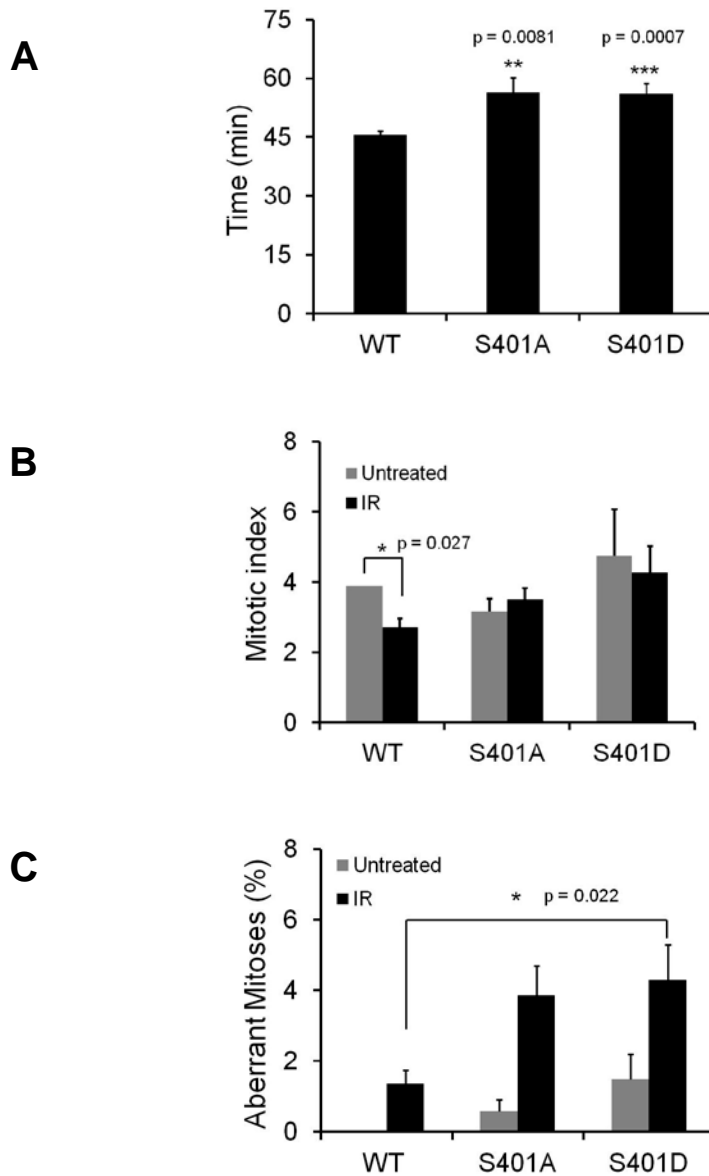 A
Time (min)
75
60
45
30
15
0
p = 0.0081
p = 0.0007
**
***
WT
S401A
S401D
B
Mitotic index
8
6
4
2
0
Untreated
IR
* p = 0.027
WT
S401A
S401D
C
Aberrant Mitoses (%)
8
6
4
2
0
Untreated
IR
* p = 0.022
WT
S401A
S401D